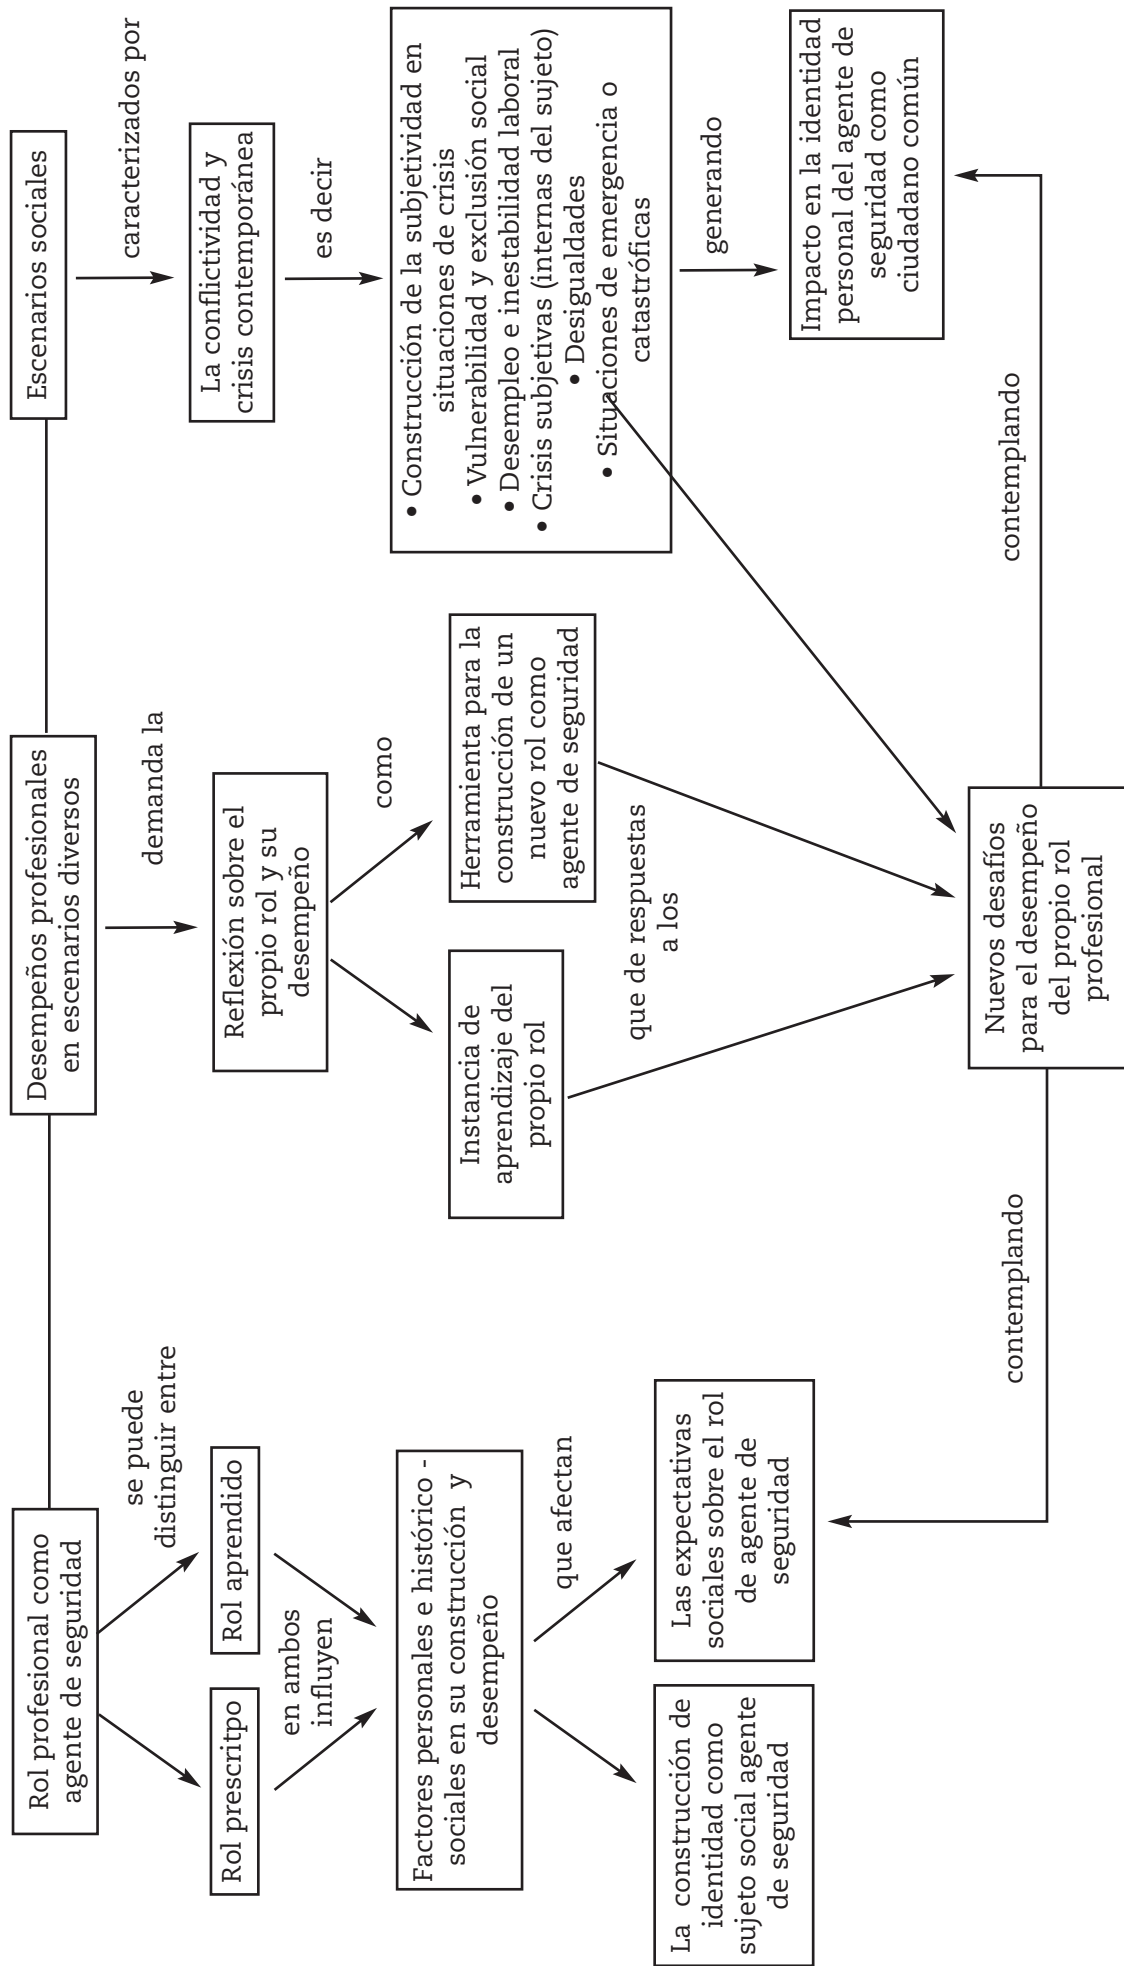 Rol profesional como
agente de seguridad
se puede
distinguir entre
Rol prescritpo
Rol aprendido
en ambos
influyen
Factores personales e histórico -
sociales en su construcción y
desempeño
que afectan
La construcción de
identidad como
sujeto social agente
de seguridad
Las expectativas
sociales sobre el rol
de agente de
seguridad
contemplando
Desempeños profesionales
en escenarios diversos
demanda la
Reflexión sobre el
propio rol y su
desempeño
como
Instancia de
aprendizaje del
propio rol
Herramienta para la
construcción de un
nuevo rol como
agente de seguridad
que de respuestas
a los
Nuevos desafíos
para el desempeño
del propio rol
profesional
Escenarios sociales
caracterizados por
La conflictividad y
crisis contemporánea
es decir
• Construcción de la subjetividad en
situaciones de crisis
• Vulnerabilidad y exclusión social
• Desempleo e inestabilidad laboral
• Crisis subjetivas (internas del sujeto)
• Desigualdades
• Situaciones de emergencia o
catastróficas
generando
Impacto en la identidad
personal del agente de
seguridad como
ciudadano común
contemplando